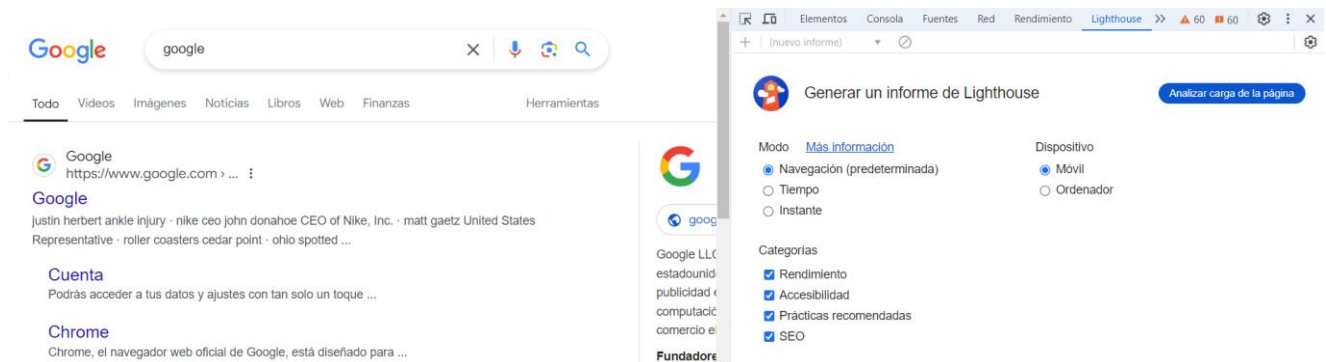 Google
google
Todo Videos Imágenes Noticias Libros Web Finanzas Herramientas
Google
https://www.google.com › ...
Google
justin herbert ankle injury · nike ceo john donahoe CEO of Nike, Inc. · matt gaetz United States
Representative · roller coasters cedar point · ohio spotted ...
Cuenta
Podrás acceder a tus datos y ajustes con tan solo un toque ...
Chrome
Chrome, el navegador web oficial de Google, está diseñado para ...
G
goog
Google LLC
estadounid
publicidad e
computació
comercio el
Fundadore
Elementos Consola Fuentes Red Rendimiento Lighthouse 60 60
(nuevo informe)
Generar un informe de Lighthouse
Analizar carga de la página
Modo Más información
Navegación (predeterminada)
Tiempo
Instante
Dispositivo
Móvil
Ordenador
Categorías
Rendimiento
Accesibilidad
Prácticas recomendadas
SEO